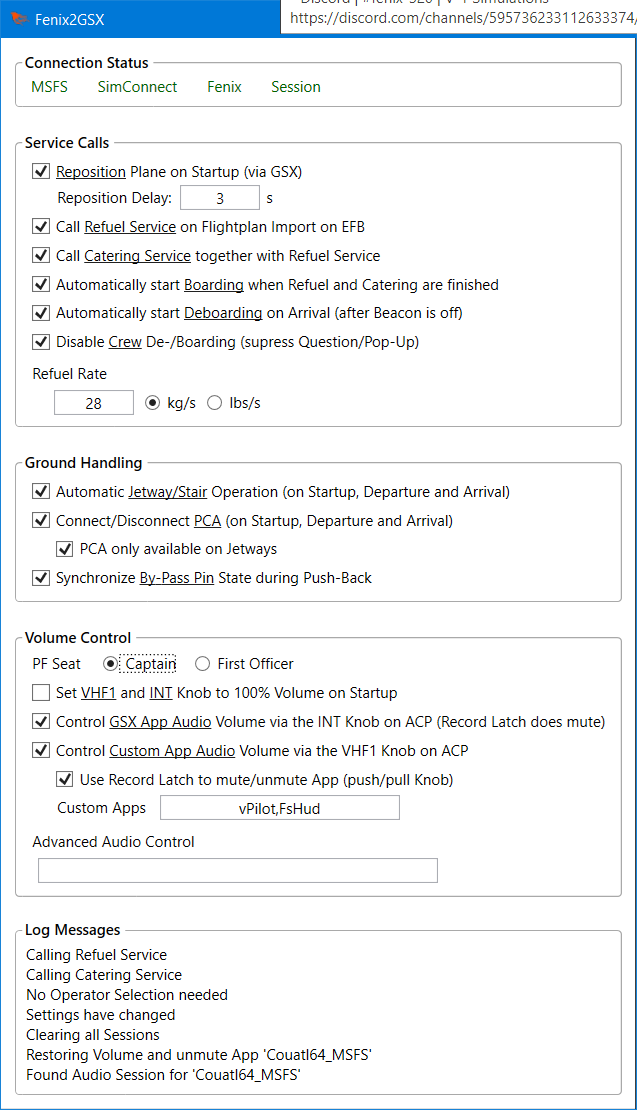 Fenix2GSX
https://discord.com/channels/595736233112633374/
Connection Status
MSFS SimConnect Fenix Session
Service Calls
Reposition Plane on Startup (via GSX)
Reposition Delay: 3 s
Call Refuel Service on Flightplan Import on EFB
Call Catering Service together with Refuel Service
Automatically start Boarding when Refuel and Catering are finished
Automatically start Deboarding on Arrival (after Beacon is off)
Disable Crew De-/Boarding (supress Question/Pop-Up)
Refuel Rate
28 kg/s lbs/s
Ground Handling
Automatic Jetway/Stair Operation (on Startup, Departure and Arrival)
Connect/Disconnect PCA (on Startup, Departure and Arrival)
PCA only available on Jetways
Synchronize By-Pass Pin State during Push-Back
Volume Control
PF Seat Captain First Officer
Set VHF1 and INT Knob to 100% Volume on Startup
Control GSX App Audio Volume via the INT Knob on ACP (Record Latch does mute)
Control Custom App Audio Volume via the VHF1 Knob on ACP
Use Record Latch to mute/unmute App (push/pull Knob)
Custom Apps vPilot,FsHud
Advanced Audio Control
Log Messages
Calling Refuel Service
Calling Catering Service
No Operator Selection needed
Settings have changed
Clearing all Sessions
Restoring Volume and unmute App 'Couatl64_MSFS'
Found Audio Session for 'Couatl64_MSFS'